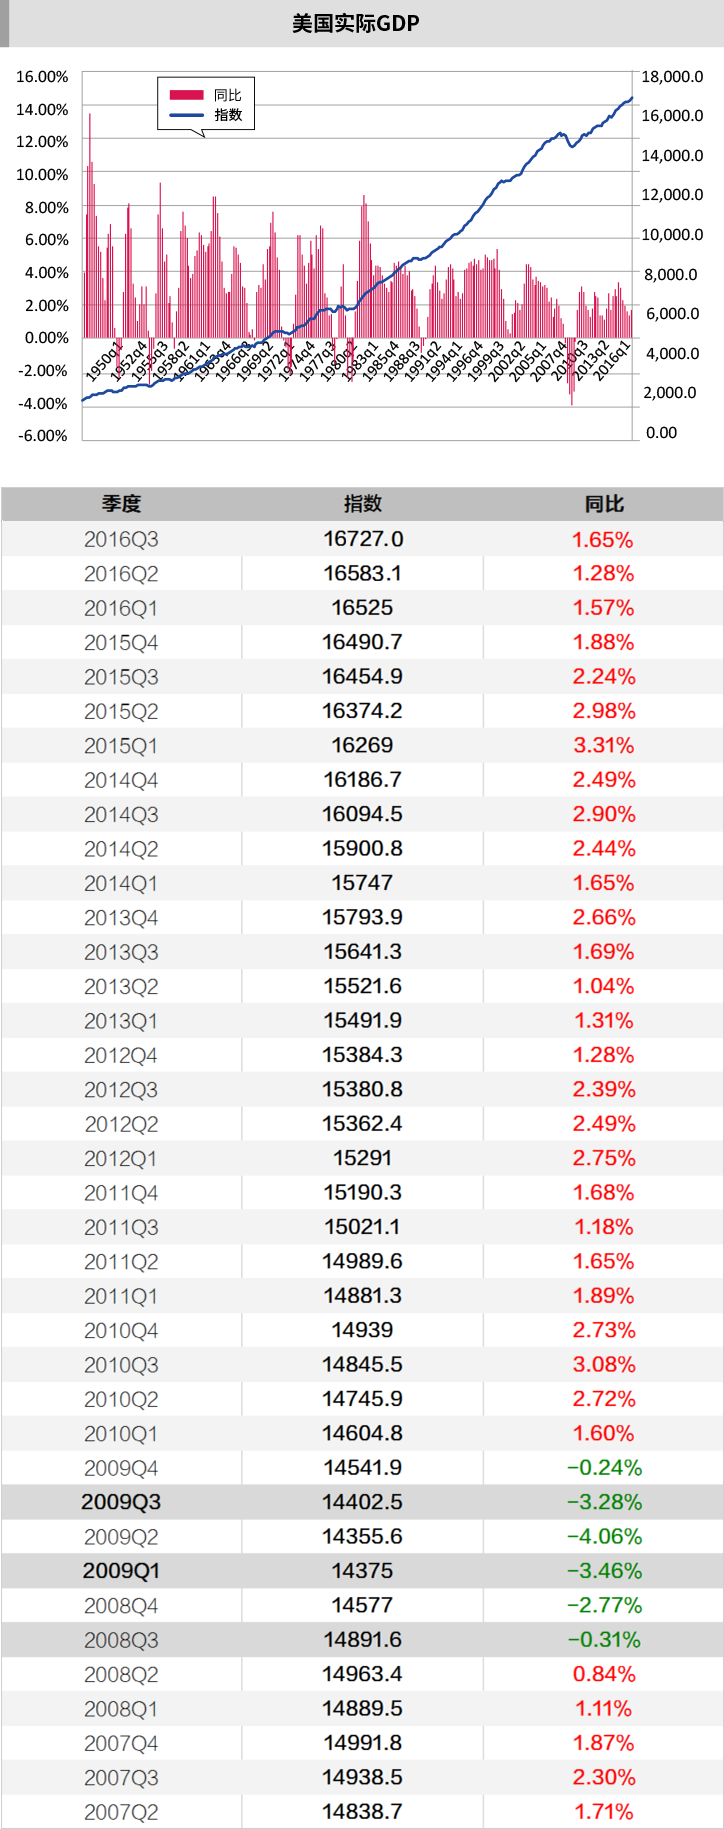 美国实际GDP
16.00%
14.00%
12.00%
10.00%
8.00%
6.00%
4.00%
2.00%
0.00%
-2.00%
-4.00%
-6.00%
同比
指数
18,000.0
16,000.0
14,000.0
12,000.0
10,000.0
8,000.0
6,000.0
4,000.0
2,000.0
0.00
1950q1 1952q4 1955q3 1958q2 1961q1 1963q4 1966q3 1969q2 1972q1 1974q4 1977q3 1980q2 1983q1 1985q4 1988q3 1991q2 1994q1 1996q4 1999q3 2002q2 2005q1 2007q4 2010q3 2013q2 2016q1
季度 指数 同比
2016Q3 16727.0 1.65%
2016Q2 16583.1 1.28%
2016Q1 16525 1.57%
2015Q4 16490.7 1.88%
2015Q3 16454.9 2.24%
2015Q2 16374.2 2.98%
2015Q1 16269 3.31%
2014Q4 16186.7 2.49%
2014Q3 16094.5 2.90%
2014Q2 15900.8 2.44%
2014Q1 15747 1.65%
2013Q4 15793.9 2.66%
2013Q3 15641.3 1.69%
2013Q2 15521.6 1.04%
2013Q1 15491.9 1.31%
2012Q4 15384.3 1.28%
2012Q3 15380.8 2.39%
2012Q2 15362.4 2.49%
2012Q1 15291 2.75%
2011Q4 15190.3 1.68%
2011Q3 15021.1 1.18%
2011Q2 14989.6 1.65%
2011Q1 14881.3 1.89%
2010Q4 14939 2.73%
2010Q3 14845.5 3.08%
2010Q2 14745.9 2.72%
2010Q1 14604.8 1.60%
2009Q4 14541.9 −0.24%
2009Q3 14402.5 −3.28%
2009Q2 14355.6 −4.06%
2009Q1 14375 −3.46%
2008Q4 14577 −2.77%
2008Q3 14891.6 −0.31%
2008Q2 14963.4 0.84%
2008Q1 14889.5 1.11%
2007Q4 14991.8 1.87%
2007Q3 14938.5 2.30%
2007Q2 14838.7 1.71%